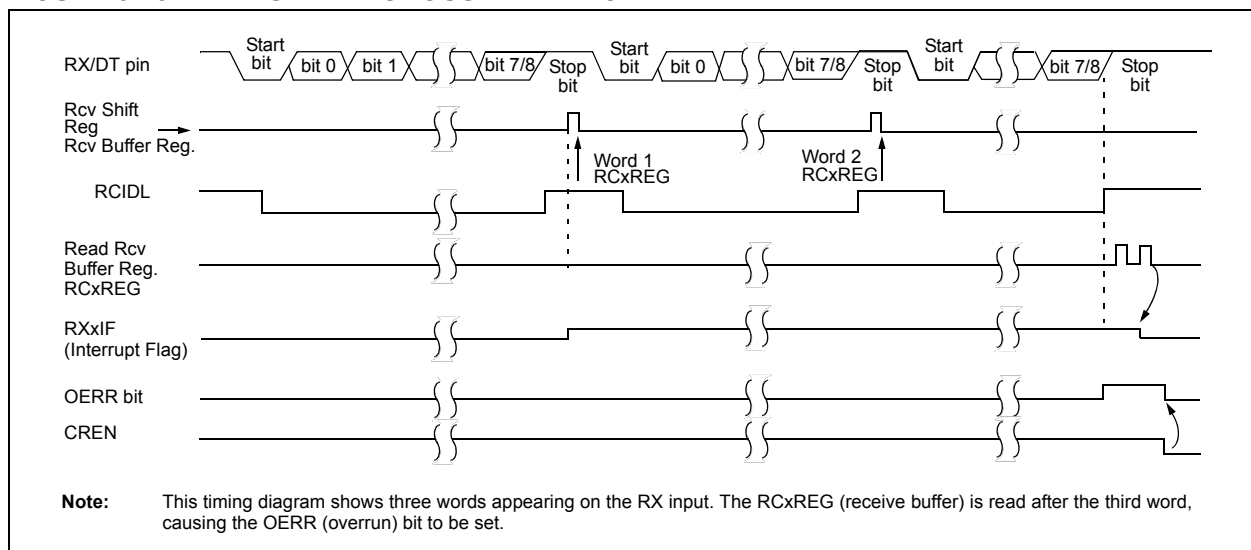 Start bit
bit 0
bit 1
bit 7/8
Stop bit
Start bit
bit 0
bit 7/8
Stop bit
Start bit
bit 7/8
Stop bit
RX/DT pin
Rcv Shift
Reg
Rcv Buffer Reg.
Word 1
RCxREG
Word 2
RCxREG
RCIDL
Read Rcv
Buffer Reg.
RCxREG
RXxIF
(Interrupt Flag)
OERR bit
CREN
Note: This timing diagram shows three words appearing on the RX input. The RCxREG (receive buffer) is read after the third word,
causing the OERR (overrun) bit to be set.